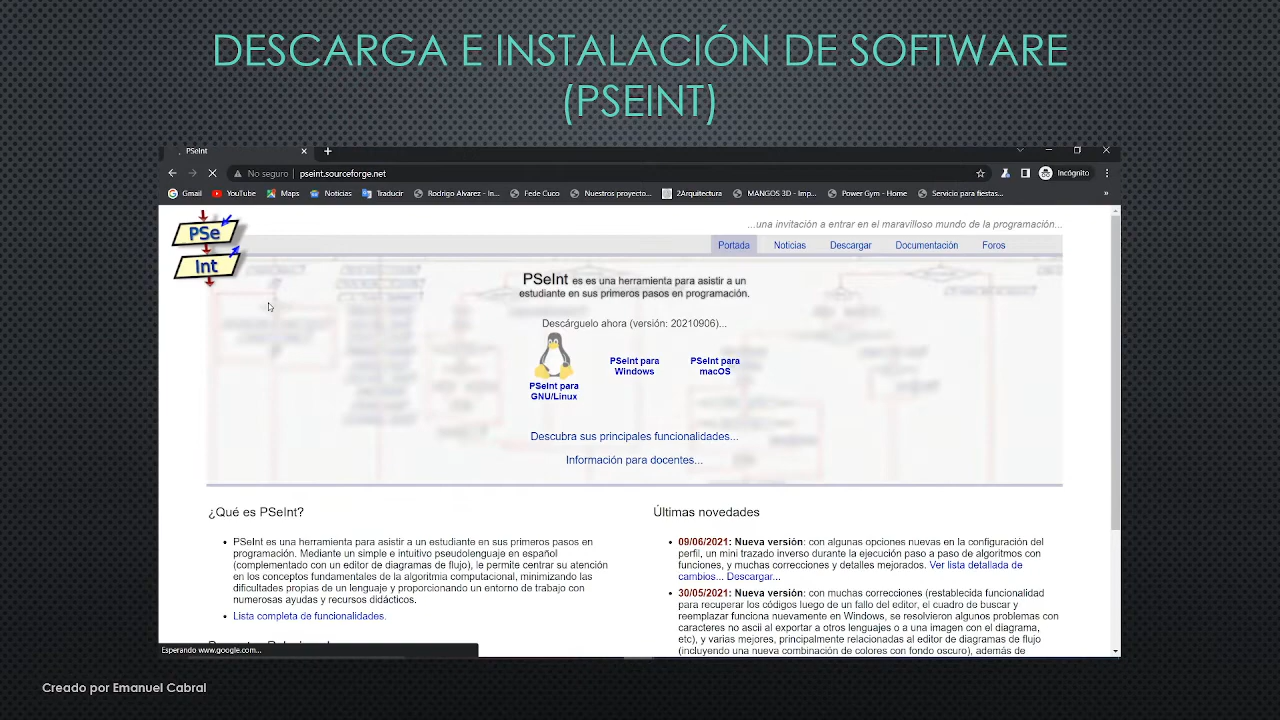 DESCARGA E INSTALACIÓN DE SOFTWARE
(PSEINT)
PSeInt
No seguro
pseint.sourceforge.net
Incógnito
Gmail
YouTube
Maps
Noticias
Traducir
Rodrigo Alvarez - In...
Fede Cuco
Nuestros proyecto...
2Arquitectura
MANGOS 3D - Imp...
Power Gym - Home
Servicio para fiestas...
PSe
Int
...una invitación a entrar en el maravilloso mundo de la programación...
Portada
Noticias
Descargar
Documentación
Foros
PSeInt es es una herramienta para asistir a un
estudiante en sus primeros pasos en programación.
Descárguelo ahora (versión: 20210906)...
PSeInt para
GNU/Linux
PSeInt para
Windows
PSeInt para
macOS
Descubra sus principales funcionalidades...
Información para docentes...
¿Qué es PSeInt?
PSeInt es una herramienta para asistir a un estudiante en sus primeros pasos en
programación. Mediante un simple e intuitivo pseudolenguaje en español
(complementado con un editor de diagramas de flujo), le permite centrar su atención
en los conceptos fundamentales de la algoritmia computacional, minimizando las
dificultades propias de un lenguaje y proporcionando un entorno de trabajo con
numerosas ayudas y recursos didácticos.
Lista completa de funcionalidades.
Últimas novedades
09/06/2021: Nueva versión: con algunas opciones nuevas en la configuración del
perfil, un mini trazado inverso durante la ejecución paso a paso de algoritmos con
funciones, y muchas correcciones y detalles mejorados. Ver lista detallada de
cambios... Descargar...
30/05/2021: Nueva versión: con muchas correcciones (restablecida funcionalidad
para recuperar los códigos luego de un fallo del editor, el cuadro de buscar y
reemplazar funciona nuevamente en Windows, se resolvieron algunos problemas con
caracteres no ascii al exportar a otros lenguajes o a una imagen con el diagrama,
etc), y varias mejores, principalmente relacionadas al editor de diagramas de flujo
(incluyendo una nueva combinación de colores con fondo oscuro), además de
Esperando www.google.com...
Creado por Emanuel Cabral